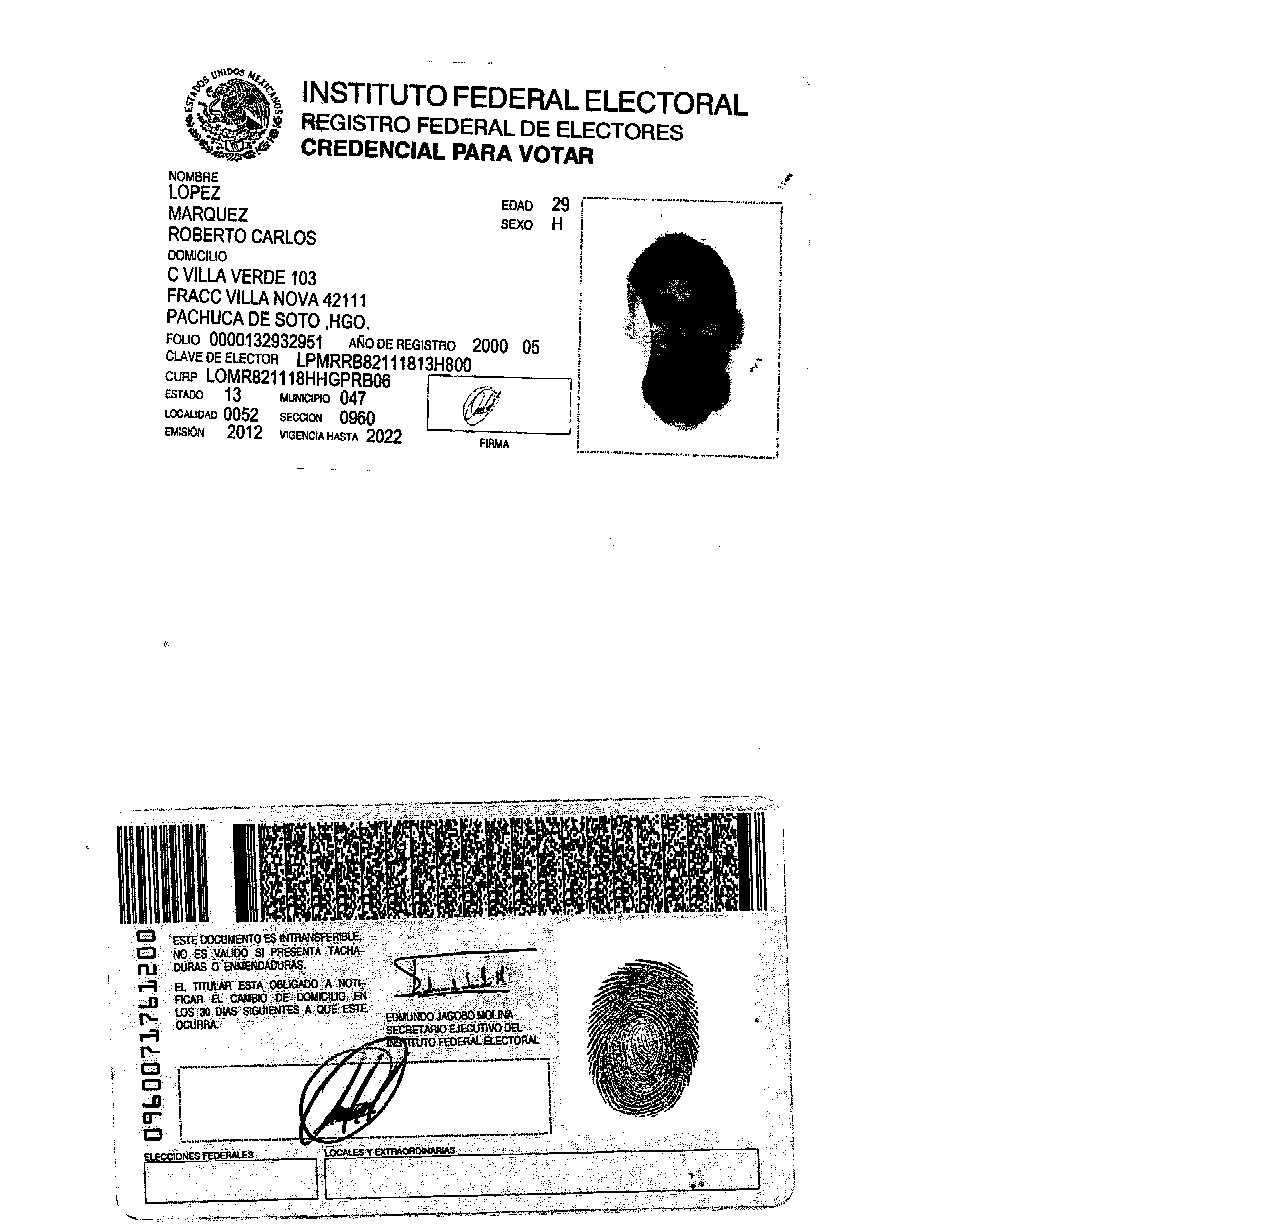 ESTADOS UNIDOS MEXICANOS
INSTITUTO FEDERAL ELECTORAL
REGISTRO FEDERAL DE ELECTORES
CREDENCIAL PARA VOTAR
NOMBRE
LOPEZ
MARQUEZ
ROBERTO CARLOS
EDAD 29
SEXO H
DOMICILIO
C VILLA VERDE 103
FRACC VILLA NOVA 42111
PACHUCA DE SOTO ,HGO.
FOLIO 0000132932951 AÑO DE REGISTRO 2000 05
CLAVE DE ELECTOR LPMRRB82111813H800
CURP LOMR821118HHGPRB06
ESTADO 13 MUNICIPIO 047
LOCALIDAD 0052 SECCION 0960
EMISIÓN 2012 VIGENCIA HASTA 2022
FIRMA
0960071761200
ESTE DOCUMENTO ES INTRANSFERIBLE,
NO ES VALIDO SI PRESENTA TACHA-
DURAS O ENMENDADURAS.
EL TITULAR ESTA OBLIGADO A NOTI-
FICAR EL CAMBIO DE DOMICILIO EN
LOS 30 DIAS SIGUIENTES A QUE ESTE
OCURRA.
EDMUNDO JACOBO MOLINA
SECRETARIO EJECUTIVO DEL
INSTITUTO FEDERAL ELECTORAL
ELECCIONES FEDERALES
LOCALES Y EXTRAORDINARIAS